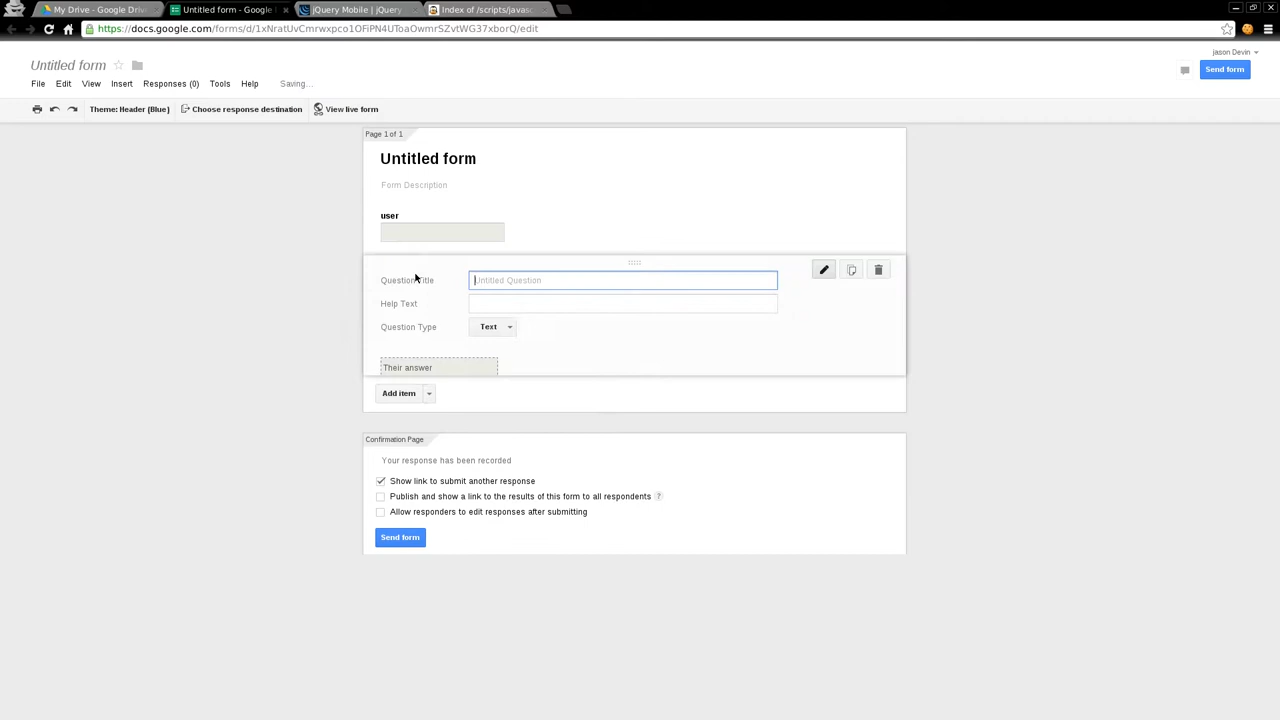 My Drive - Google Driv
Untitled form - Google
jQuery Mobile | jQuery
Index of /scripts/javasc
https://docs.google.com/forms/d/1xNratUvCmrwxpco1OFiPN4UToaOwmrSZvtWG37xborQ/edit
jason Devin
Untitled form
Send form
File Edit View Insert Responses (0) Tools Help Saving...
Theme: Header [Blue] Choose response destination View live form
Page 1 of 1
Untitled form
Form Description
user
Question Title Untitled Question
Help Text
Question Type Text
Their answer
Add item
Confirmation Page
Your response has been recorded
Show link to submit another response
Publish and show a link to the results of this form to all respondents ?
Allow responders to edit responses after submitting
Send form